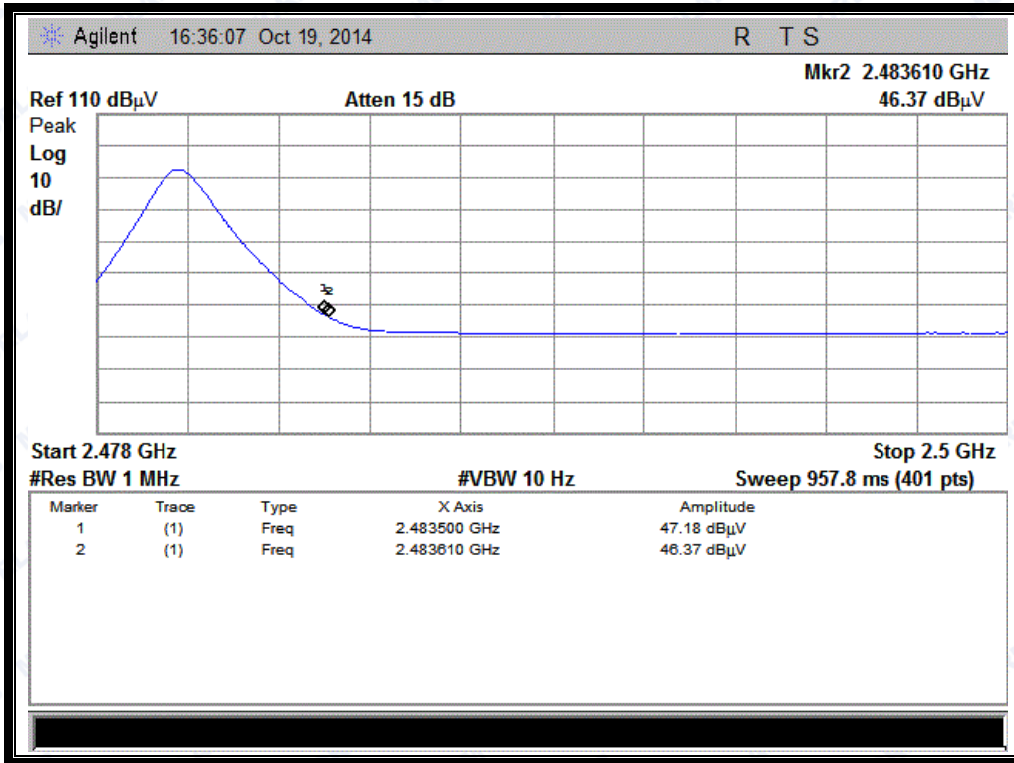 Agilent 16:36:07 Oct 19, 2014 R T S
Mkr2 2.483610 GHz
Ref 110 dBµV Atten 15 dB 46.37 dBµV
Peak
Log
10
dB/
1
2
Start 2.478 GHz Stop 2.5 GHz
#Res BW 1 MHz #VBW 10 Hz Sweep 957.8 ms (401 pts)
Marker Trace Type X Axis Amplitude
1 (1) Freq 2.483500 GHz 47.18 dBµV
2 (1) Freq 2.483610 GHz 46.37 dBµV